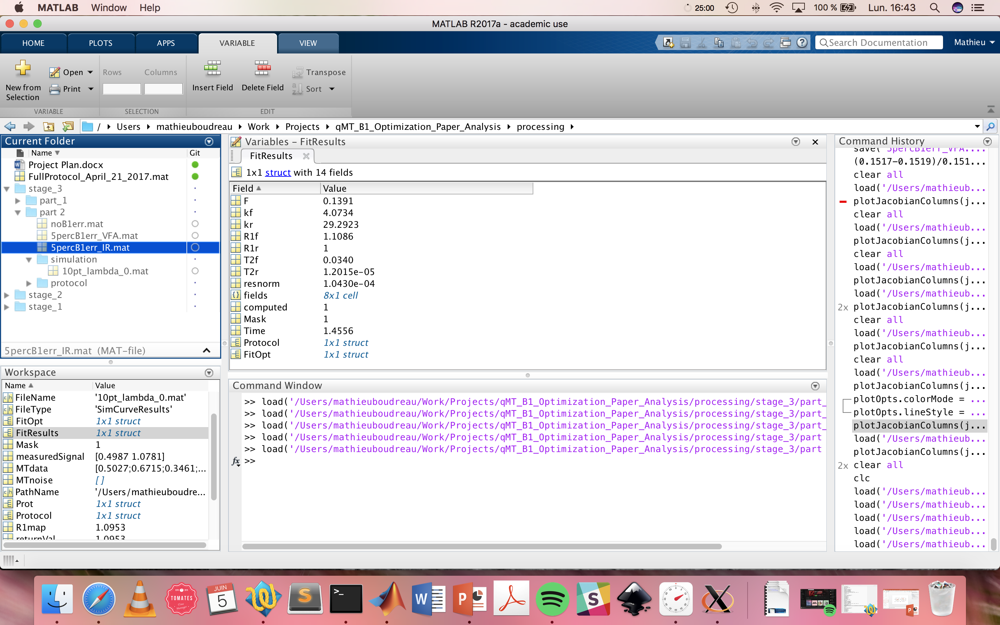 MATLAB Window Help 25:00 100 % Lun. 16:43
MATLAB R2017a - academic use
HOME PLOTS APPS VARIABLE VIEW Search Documentation Mathieu
New from Selection
Open
Print
Rows Columns
Insert Field Delete Field
Transpose
Sort
VARIABLE SELECTION EDIT
/ Users mathieuboudreau Work Projects qMT_B1_Optimization_Paper_Analysis processing
Current Folder
Name Git
Project Plan.docx
FullProtocol_April_21_2017.mat
stage_3
part_1
part 2
noB1err.mat
5percB1err_VFA.mat
5percB1err_IR.mat
simulation
10pt_lambda_0.mat
protocol
stage_2
stage_1
5percB1err_IR.mat (MAT-file)
Workspace
Name Value
FileName '10pt_lambda_0.mat'
FileType 'SimCurveResults'
FitOpt 1x1 struct
FitResults 1x1 struct
Mask 1
measuredSignal [0.4987 1.0781]
MTdata [0.5027;0.6715;0.3461;...
MTnoise []
PathName '/Users/mathieuboudre...
Prot 1x1 struct
Protocol 1x1 struct
R1map 1.0953
returnVal 1.0953
Variables - FitResults
FitResults
1x1 struct with 14 fields
Field Value
F 0.1391
kf 4.0734
kr 29.2923
R1f 1.1086
R1r 1
T2f 0.0340
T2r 1.2015e-05
resnorm 1.0430e-04
fields 8x1 cell
computed 1
Mask 1
Time 1.4556
Protocol 1x1 struct
FitOpt 1x1 struct
Command Window
>> load('/Users/mathieuboudreau/Work/Projects/qMT_B1_Optimization_Paper_Analysis/processing/stage_3/part_
>> load('/Users/mathieuboudreau/Work/Projects/qMT_B1_Optimization_Paper_Analysis/processing/stage_3/part_
>> load('/Users/mathieuboudreau/Work/Projects/qMT_B1_Optimization_Paper_Analysis/processing/stage_3/part_
>> load('/Users/mathieuboudreau/Work/Projects/qMT_B1_Optimization_Paper_Analysis/processing/stage_3/part
>> load('/Users/mathieuboudreau/Work/Projects/qMT_B1_Optimization_Paper_Analysis/processing/stage_3/part
fx >>
Command History
save('5percB1err_VFA....
(0.1517-0.1519)/0.151...
clear all
load('/Users/mathieub...
plotJacobianColumns(j...
clear all
load('/Users/mathieub...
plotJacobianColumns(j...
clear all
load('/Users/mathieub...
plotJacobianColumns(j...
load('/Users/mathieub...
2x plotJacobianColumns(j...
clear all
load('/Users/mathieub...
plotJacobianColumns(j...
clear all
load('/Users/mathieub...
plotJacobianColumns(j...
plotOpts.colorMode = ...
plotOpts.lineStyle = ...
plotJacobianColumns(j...
load('/Users/mathieub...
plotJacobianColumns(j...
2x clear all
clc
load('/Users/mathieub...
load('/Users/mathieub...
load('/Users/mathieub...
load('/Users/mathieub...
load('/Users/mathieub...
TOMATES
JUIN
5
S
>_
W
P
S
X